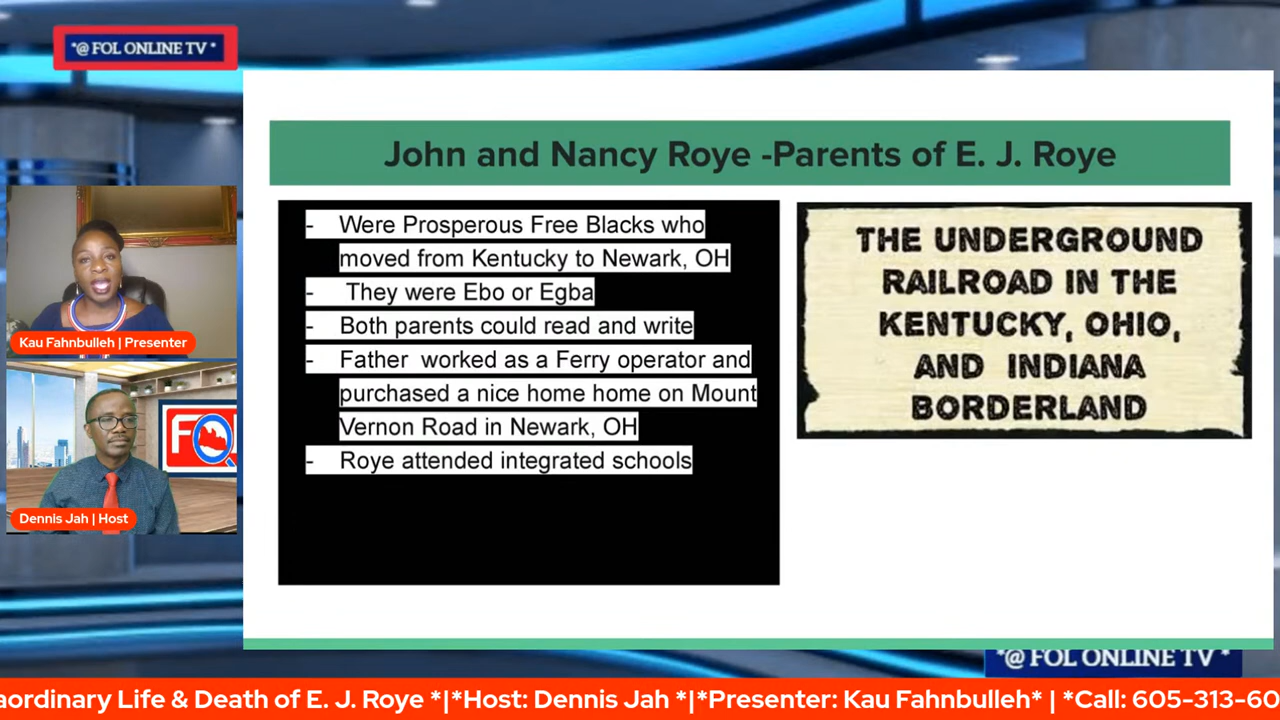 *@ FOL ONLINE TV *
John and Nancy Roye -Parents of E. J. Roye
- Were Prosperous Free Blacks who
moved from Kentucky to Newark, OH
- They were Ebo or Egba
- Both parents could read and write
- Father worked as a Ferry operator and
purchased a nice home home on Mount
Vernon Road in Newark, OH
- Roye attended integrated schools
THE UNDERGROUND
RAILROAD IN THE
KENTUCKY, OHIO,
AND INDIANA
BORDERLAND
Kau Fahnbulleh | Presenter
Dennis Jah | Host
*@ FOL ONLINE TV *
aordinary Life & Death of E. J. Roye *|*Host: Dennis Jah *|*Presenter: Kau Fahnbulleh* | *Call: 605-313-60